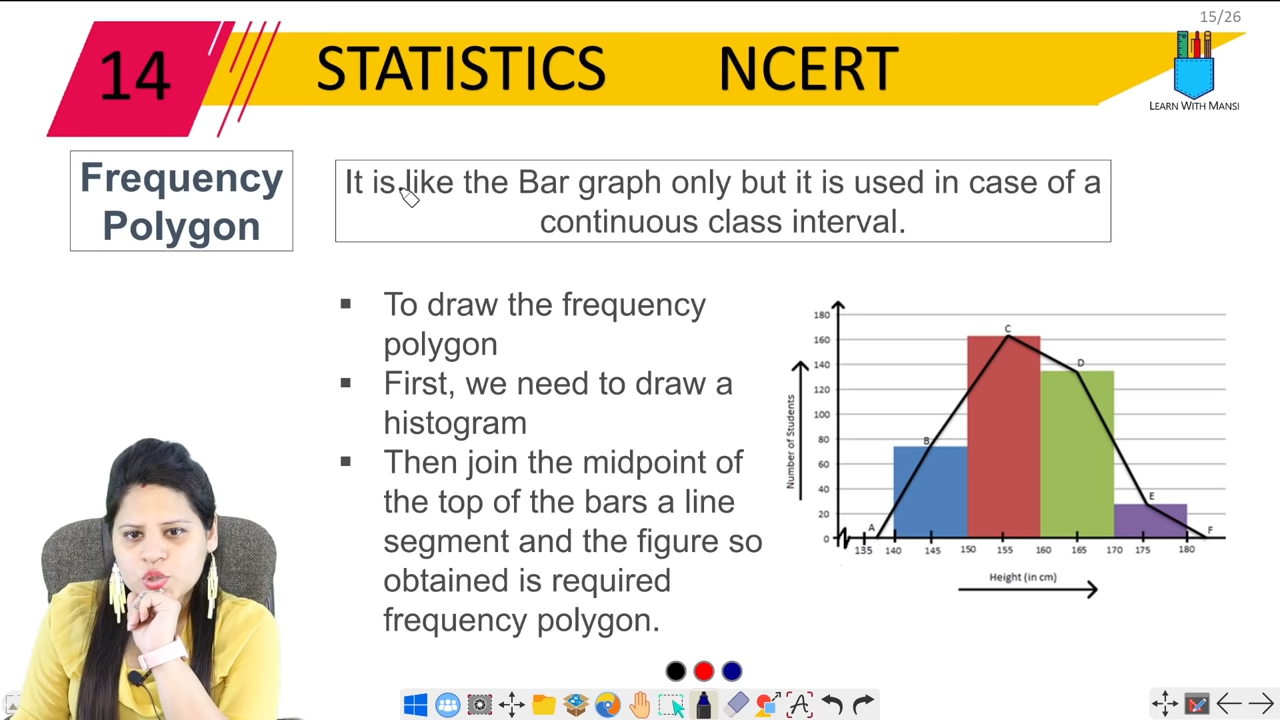 15/26
14
STATISTICS NCERT
LEARN WITH MANSI
Frequency
Polygon
It is like the Bar graph only but it is used in case of a
continuous class interval.
▪ To draw the frequency
polygon
▪ First, we need to draw a
histogram
▪ Then join the midpoint of
the top of the bars a line
segment and the figure so
obtained is required
frequency polygon.
Number of Students
180
160
140
120
100
80
60
40
20
0
A
B
C
D
E
F
135 140 145 150 155 160 165 170 175 180
Height (in cm)
A